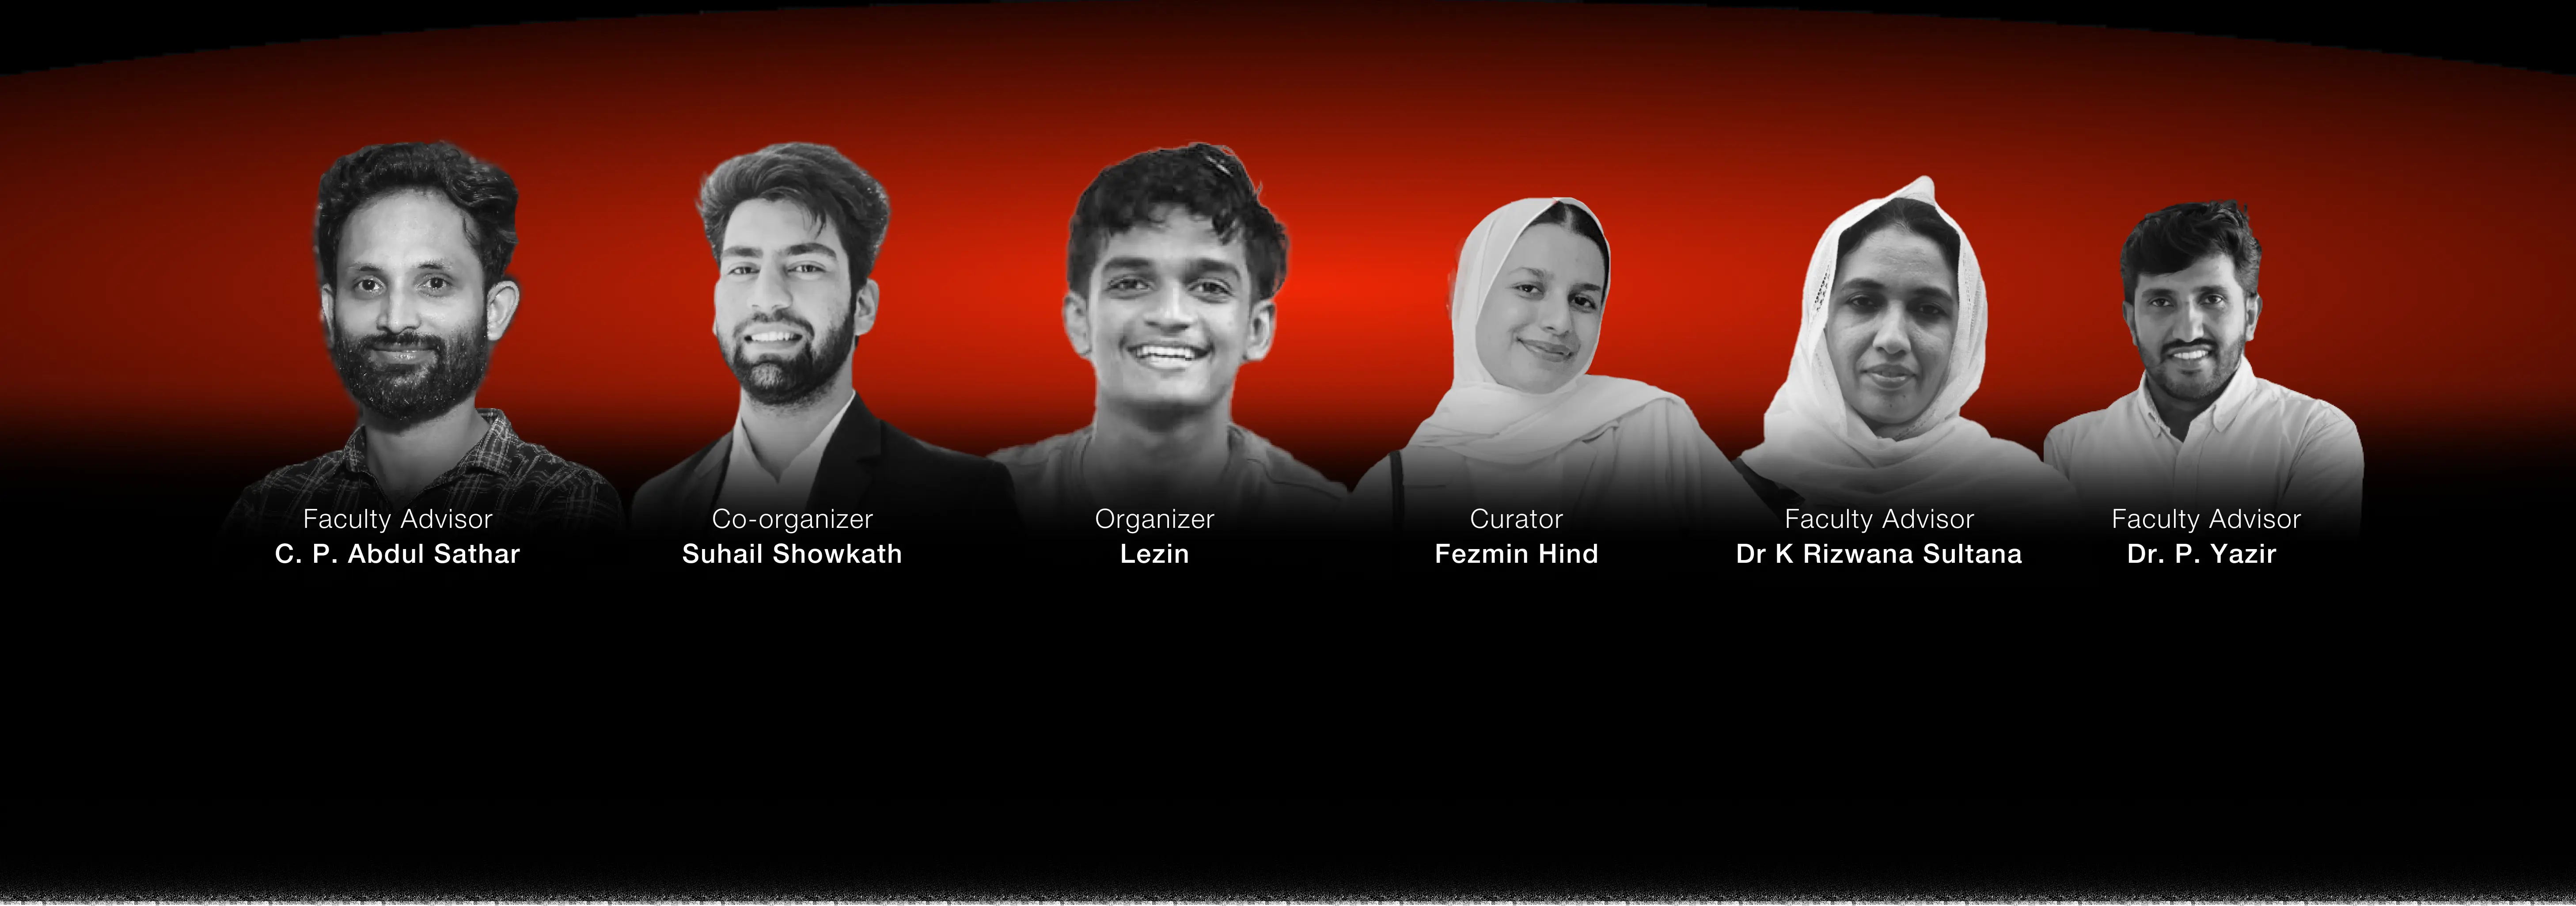 Faculty Advisor
C. P. Abdul Sathar
Co-organizer
Suhail Showkath
Organizer
Lezin
Curator
Fezmin Hind
Faculty Advisor
Dr K Rizwana Sultana
Faculty Advisor
Dr. P. Yazir